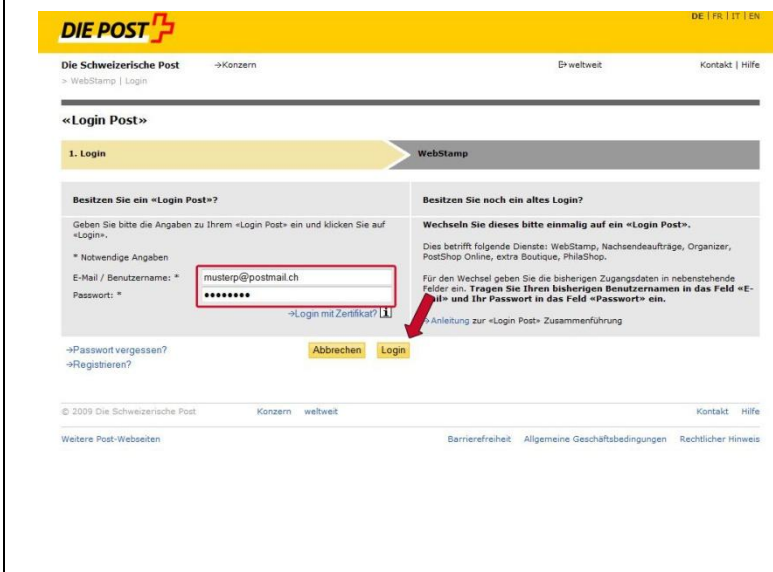 DE | FR | IT | EN
DIE POST
Die Schweizerische Post →Konzern weltweit Kontakt | Hilfe
> WebStamp | Login
«Login Post»
1. Login WebStamp
Besitzen Sie ein «Login Post»?
Geben Sie bitte die Angaben zu Ihrem «Login Post» ein und klicken Sie auf
«Login».
* Notwendige Angaben
E-Mail / Benutzername: * musterp@postmail.ch
Passwort: * ●●●●●●●●
→Login mit Zertifikat? i
Besitzen Sie noch ein altes Login?
Wechseln Sie dieses bitte einmalig auf ein «Login Post».
Dies betrifft folgende Dienste: WebStamp, Nachsendeaufträge, Organizer,
PostShop Online, extra Boutique, PhilaShop.
Für den Wechsel geben Sie die bisherigen Zugangsdaten in nebenstehende
Felder ein. Tragen Sie Ihren bisherigen Benutzernamen in das Feld «E-
Mail» und Ihr Passwort in das Feld «Passwort» ein.
Anleitung zur «Login Post» Zusammenführung
→Passwort vergessen? Abbrechen Login
→Registrieren?
© 2009 Die Schweizerische Post Konzern weltweit Kontakt Hilfe
Weitere Post-Webseiten Barrierefreiheit Allgemeine Geschäftsbedingungen Rechtlicher Hinweis